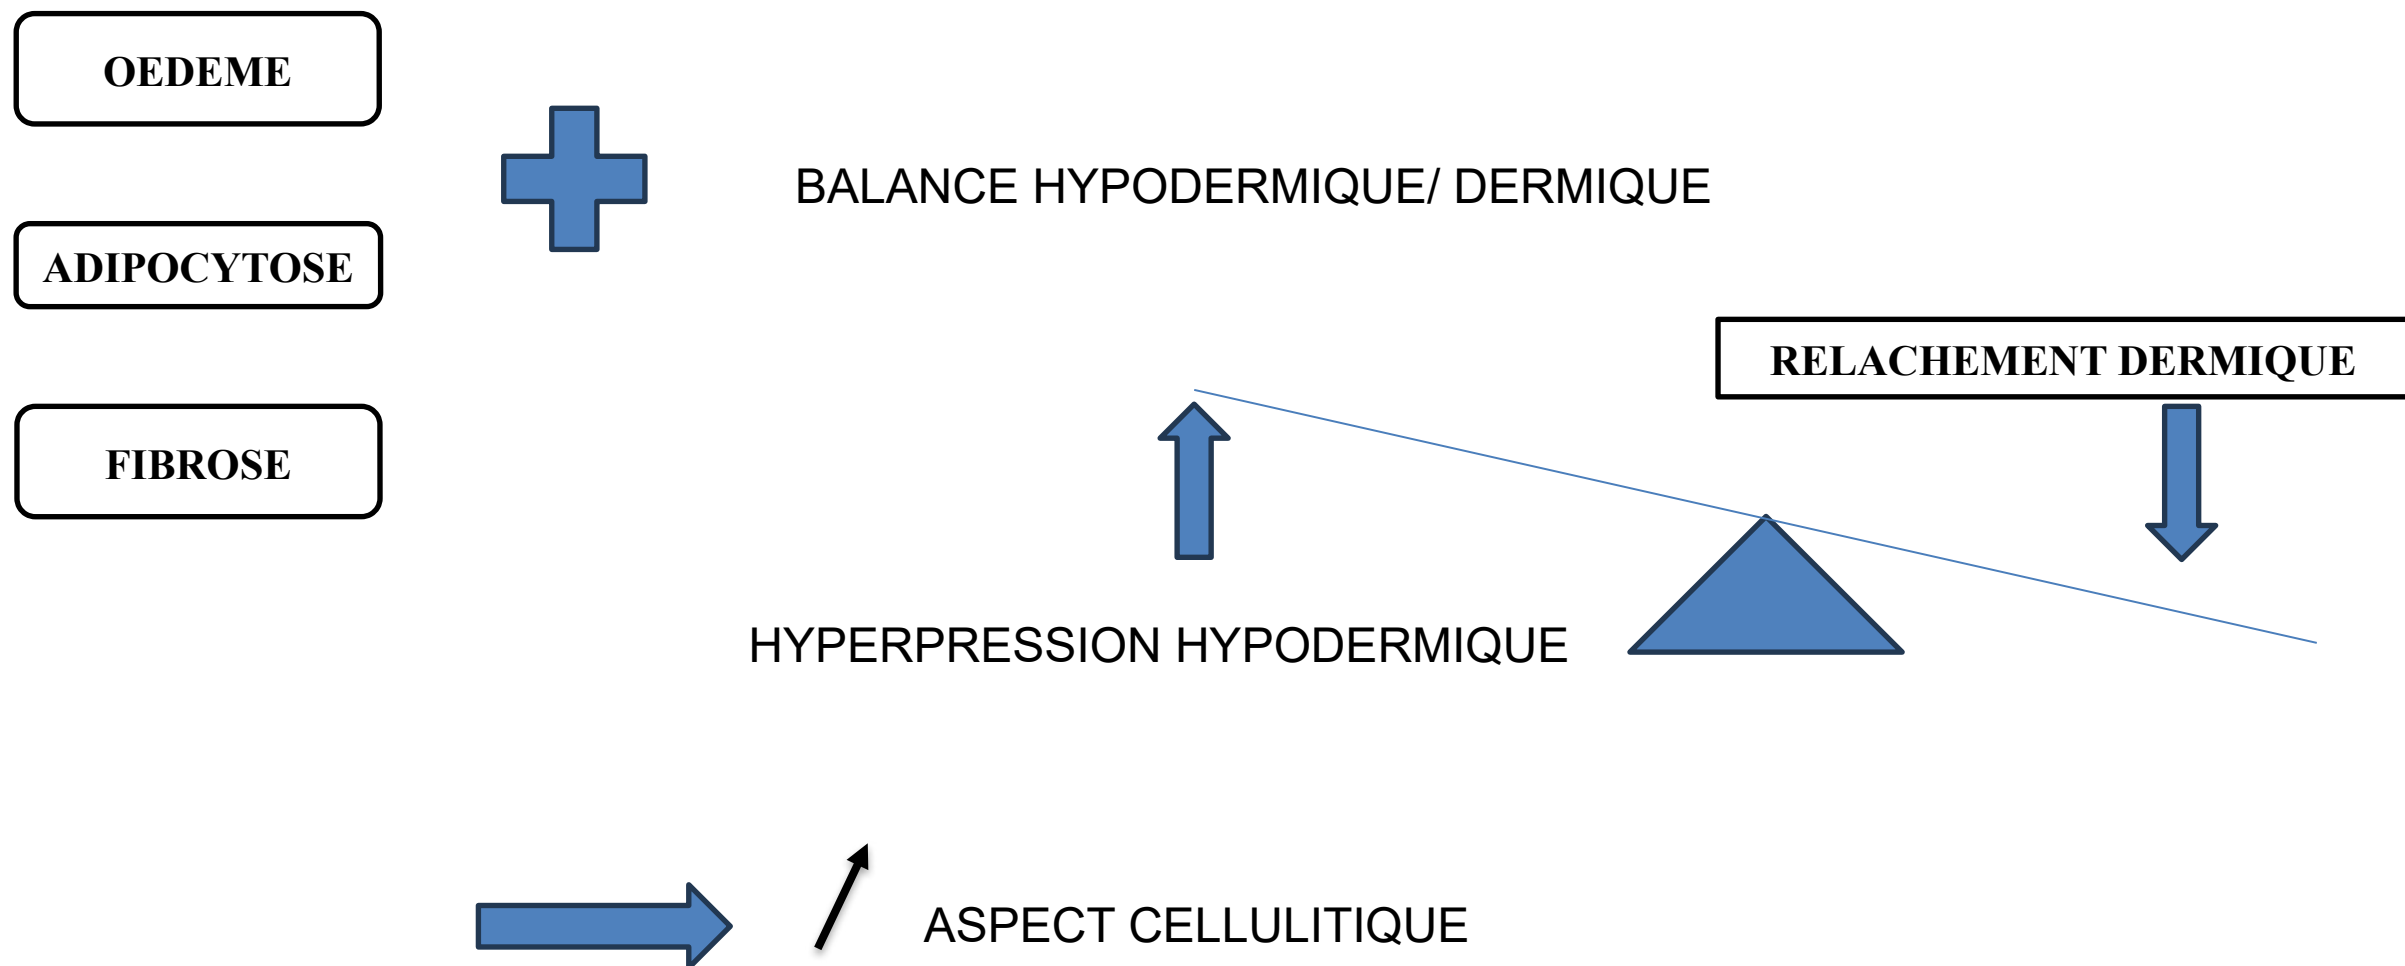 OEDEME
ADIPOCYTOSE
FIBROSE
BALANCE HYPODERMIQUE/ DERMIQUE
RELACHEMENT DERMIQUE
HYPERPRESSION HYPODERMIQUE
ASPECT CELLULITIQUE